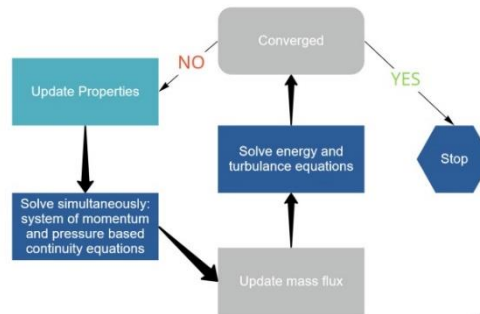 Converged
NO
YES
Update Properties
Solve energy and
turbulance equations
Stop
Solve simultaneously:
system of momentum
and pressure based
continuity equations
Update mass flux